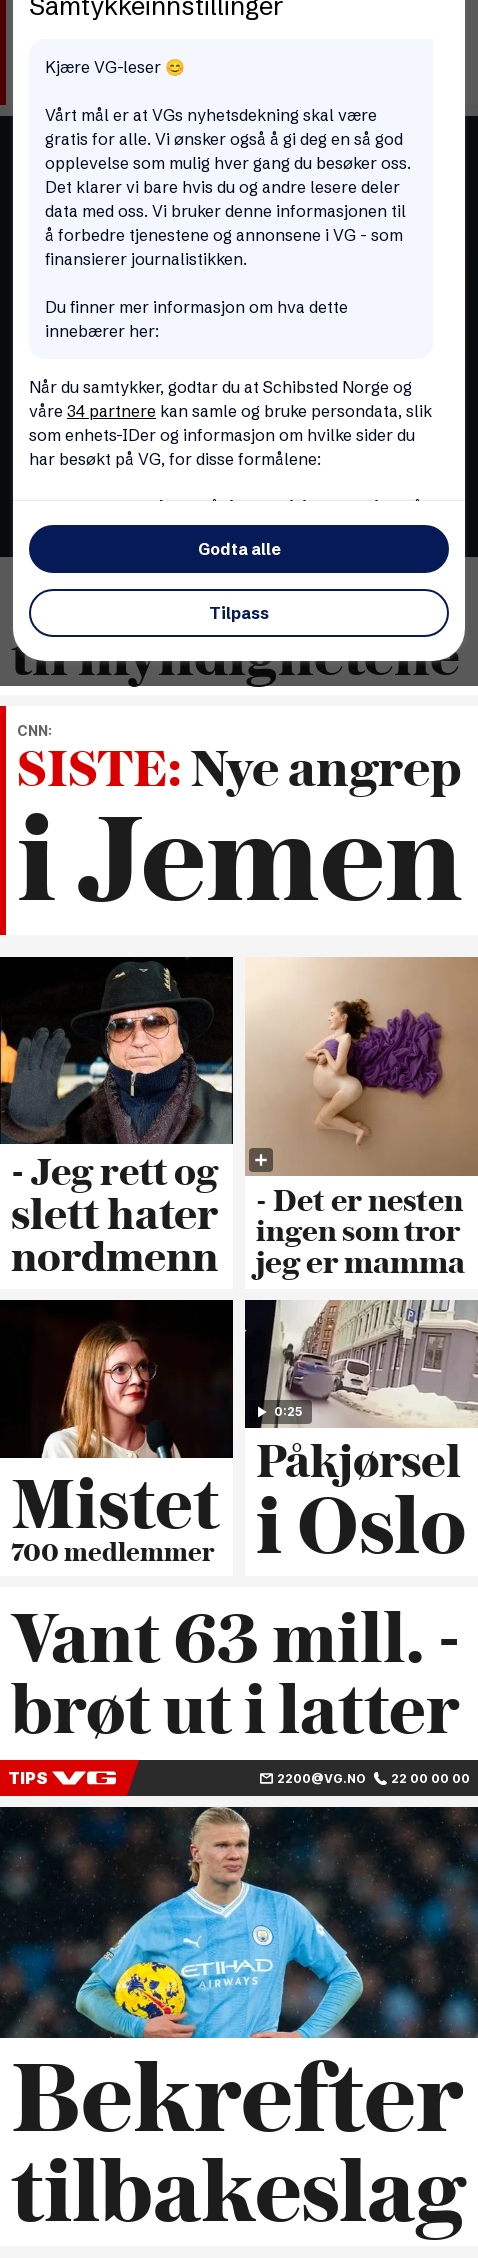 Samtykkeinnstillinger
Kjære VG-leser 😊
Vårt mål er at VGs nyhetsdekning skal være
gratis for alle. Vi ønsker også å gi deg en så god
opplevelse som mulig hver gang du besøker oss.
Det klarer vi bare hvis du og andre lesere deler
data med oss. Vi bruker denne informasjonen til
å forbedre tjenestene og annonsene i VG - som
finansierer journalistikken.
Du finner mer informasjon om hva dette
innebærer her:
Når du samtykker, godtar du at Schibsted Norge og
våre 34 partnere kan samle og bruke persondata, slik
som enhets-IDer og informasjon om hvilke sider du
har besøkt på VG, for disse formålene:
Godta alle
Tilpass
til myndighetene
CNN:
SISTE: Nye angrep
i Jemen
- Jeg rett og
slett hater
nordmenn
- Det er nesten
ingen som tror
jeg er mamma
Mistet
700 medlemmer
0:25
Påkjørsel
i Oslo
Vant 63 mill. -
brøt ut i latter
TIPS VG
2200@VG.NO 22 00 00 00
ETIHAD
AIRWAYS
Bekrefter
tilbakeslag